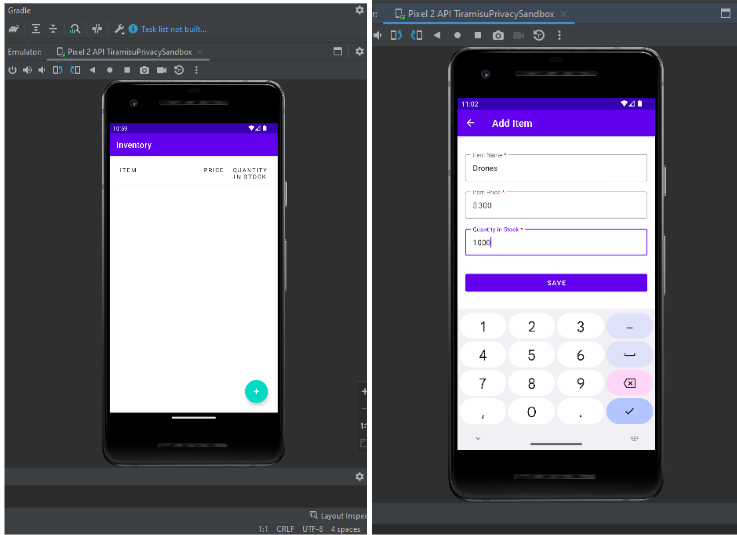 Gradle
Task list not built...
Emulator: Pixel 2 API TiramisuPrivacySandbox
10:59
Inventory
ITEM PRICE QUANTITY
IN STOCK
+
Layout Inspec
1:1 CRLF UTF-8 4 spaces
Pixel 2 API TiramisuPrivacySandbox
11:02
Add Item
Item Name *
Drones
Item Price *
$300
Quantity in Stock *
1000
SAVE
1 2 3 –
4 5 6
7 8 9
, 0 .